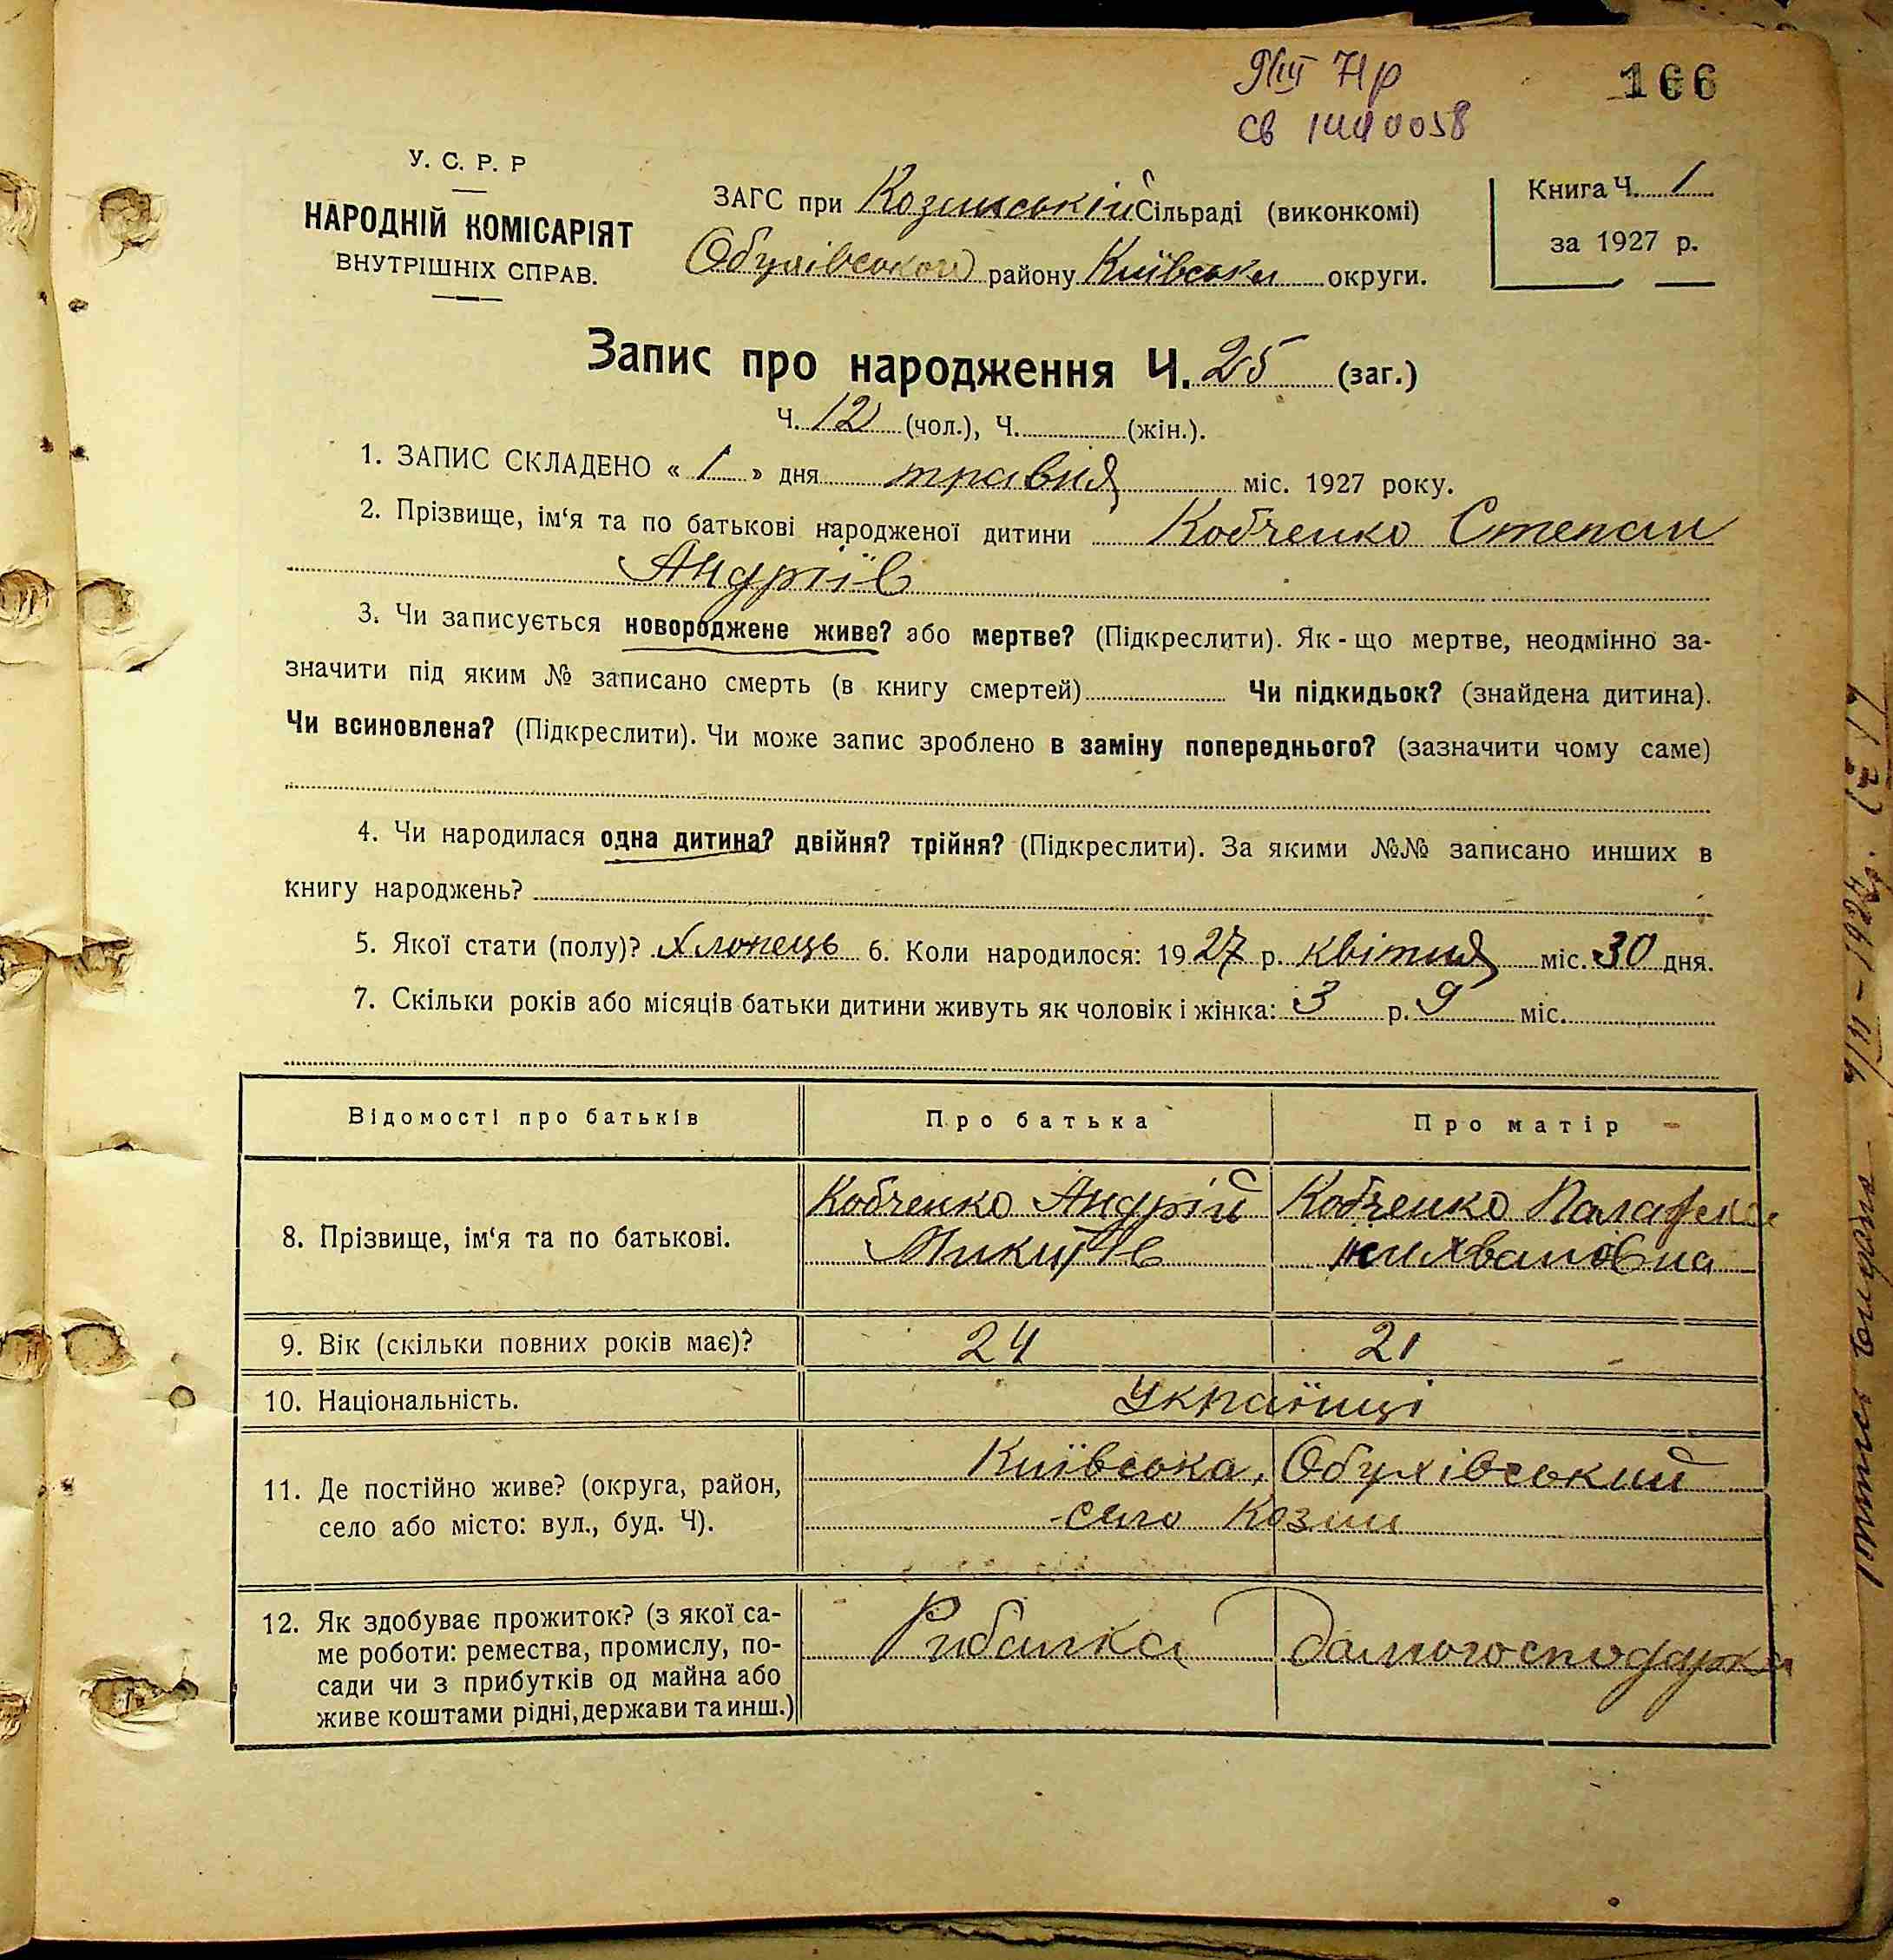 166
9/III 71 р
св 1440058
У. С. Р. Р
НАРОДНІЙ КОМІСАРІЯТ
ВНУТРІШНІХ СПРАВ.
ЗАГС при Козинській Сільраді (виконкомі)
Обухівського району Київськи округи.
Книга Ч. 1
за 1927 р.
Запис про народження Ч. 25 (заг.)
Ч. 12 (чол.), Ч. (жін.).
1. ЗАПИС СКЛАДЕНО « 1 » дня травня міс. 1927 року.
2. Прізвище, ім‘я та по батькові народженої дитини Кобченко Степан
Андріїв
3. Чи записується новороджене живе? або мертве? (Підкреслити). Як - що мертве, неодмінно за-
значити під яким № записано смерть (в книгу смертей) Чи підкидьок? (знайдена дитина).
Чи всиновлена? (Підкреслити). Чи може запис зроблено в заміну попереднього? (зазначити чому саме)
4. Чи народилася одна дитина? двійня? трійня? (Підкреслити). За якими №№ записано инших в
книгу народжень?
5. Якої стати (полу)? Хлопець 6. Коли народилося: 1927 р. квітня міс. 30 дня.
7. Скільки років або місяців батьки дитини живуть як чоловік і жінка: 3 р. 9 міс.
Відомості про батьків Про батька Про матір
8. Прізвище, ім‘я та по батькові.
Кобченко Андрій
Микитів
Кобченко
9. Вік (скільки повних років має)? 24 21
10. Національність. Українці
11. Де постійно живе? (округа, район,
село або місто: вул., буд. Ч).
Київська, Обухівський
село Козин
12. Як здобуває прожиток? (з якої са-
ме роботи: ремества, промислу, по-
сади чи з прибутків од майна або
живе коштами рідні, держави та инш.)
Рибалка